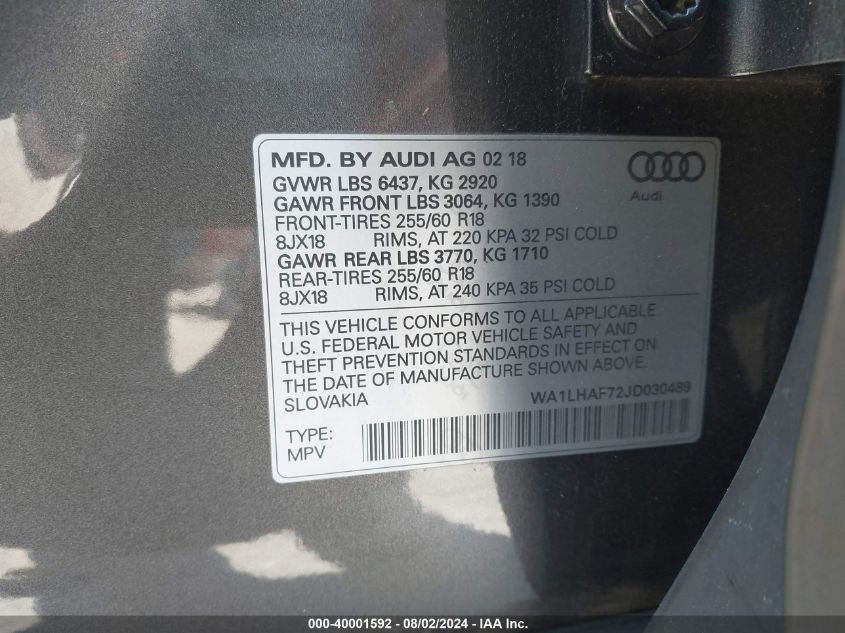 MFD. BY AUDI AG 02 18
GVWR LBS 6437, KG 2920
GAWR FRONT LBS 3064, KG 1390
FRONT-TIRES 255/60 R18
8JX18 RIMS, AT 220 KPA 32 PSI COLD
GAWR REAR LBS 3770, KG 1710
REAR-TIRES 255/60 R18
8JX18 RIMS, AT 240 KPA 35 PSI COLD
Audi
THIS VEHICLE CONFORMS TO ALL APPLICABLE
U.S. FEDERAL MOTOR VEHICLE SAFETY AND
THEFT PREVENTION STANDARDS IN EFFECT ON
THE DATE OF MANUFACTURE SHOWN ABOVE.
SLOVAKIA WA1LHAF72JD030489
TYPE:
MPV
000-40001592 - 08/02/2024 - IAA Inc.